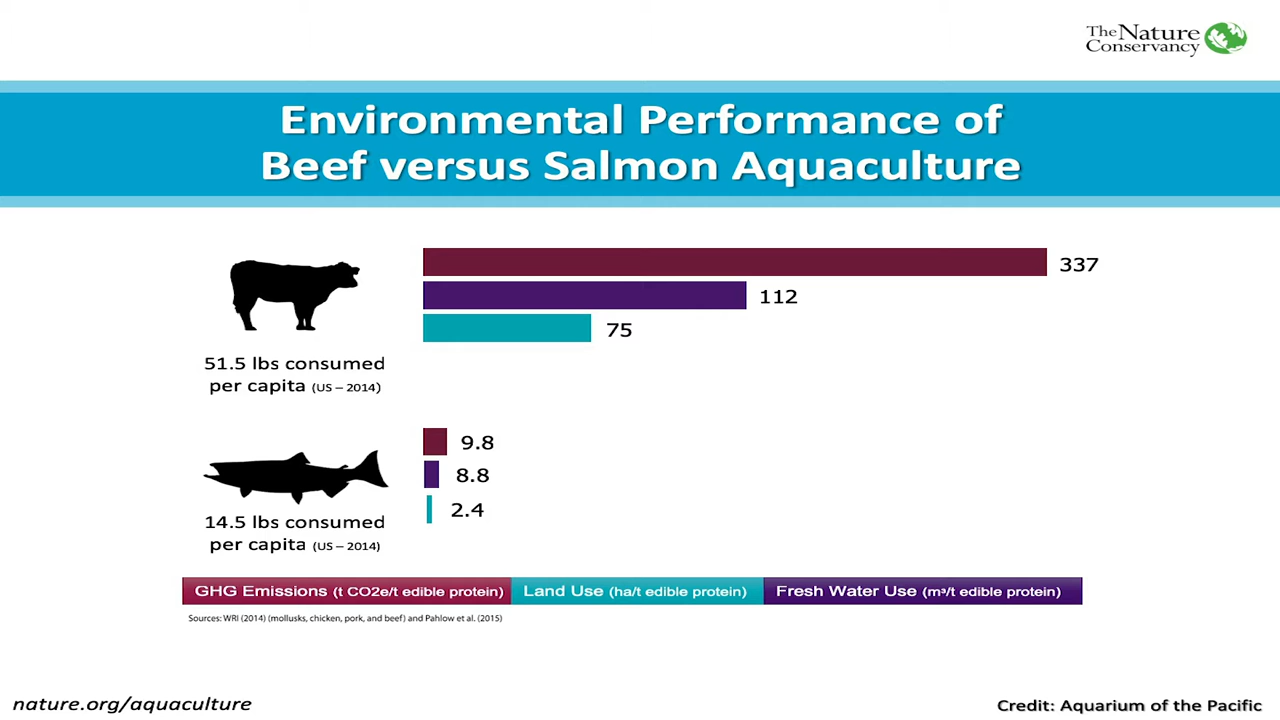 The Nature
Conservancy
Environmental Performance of
Beef versus Salmon Aquaculture
337
112
75
51.5 lbs consumed
per capita (US – 2014)
9.8
8.8
2.4
14.5 lbs consumed
per capita (US – 2014)
GHG Emissions (t CO2e/t edible protein) Land Use (ha/t edible protein) Fresh Water Use (m³/t edible protein)
Sources: WRI (2014) (mollusks, chicken, pork, and beef) and Pahlow et al. (2015)
nature.org/aquaculture
Credit: Aquarium of the Pacific